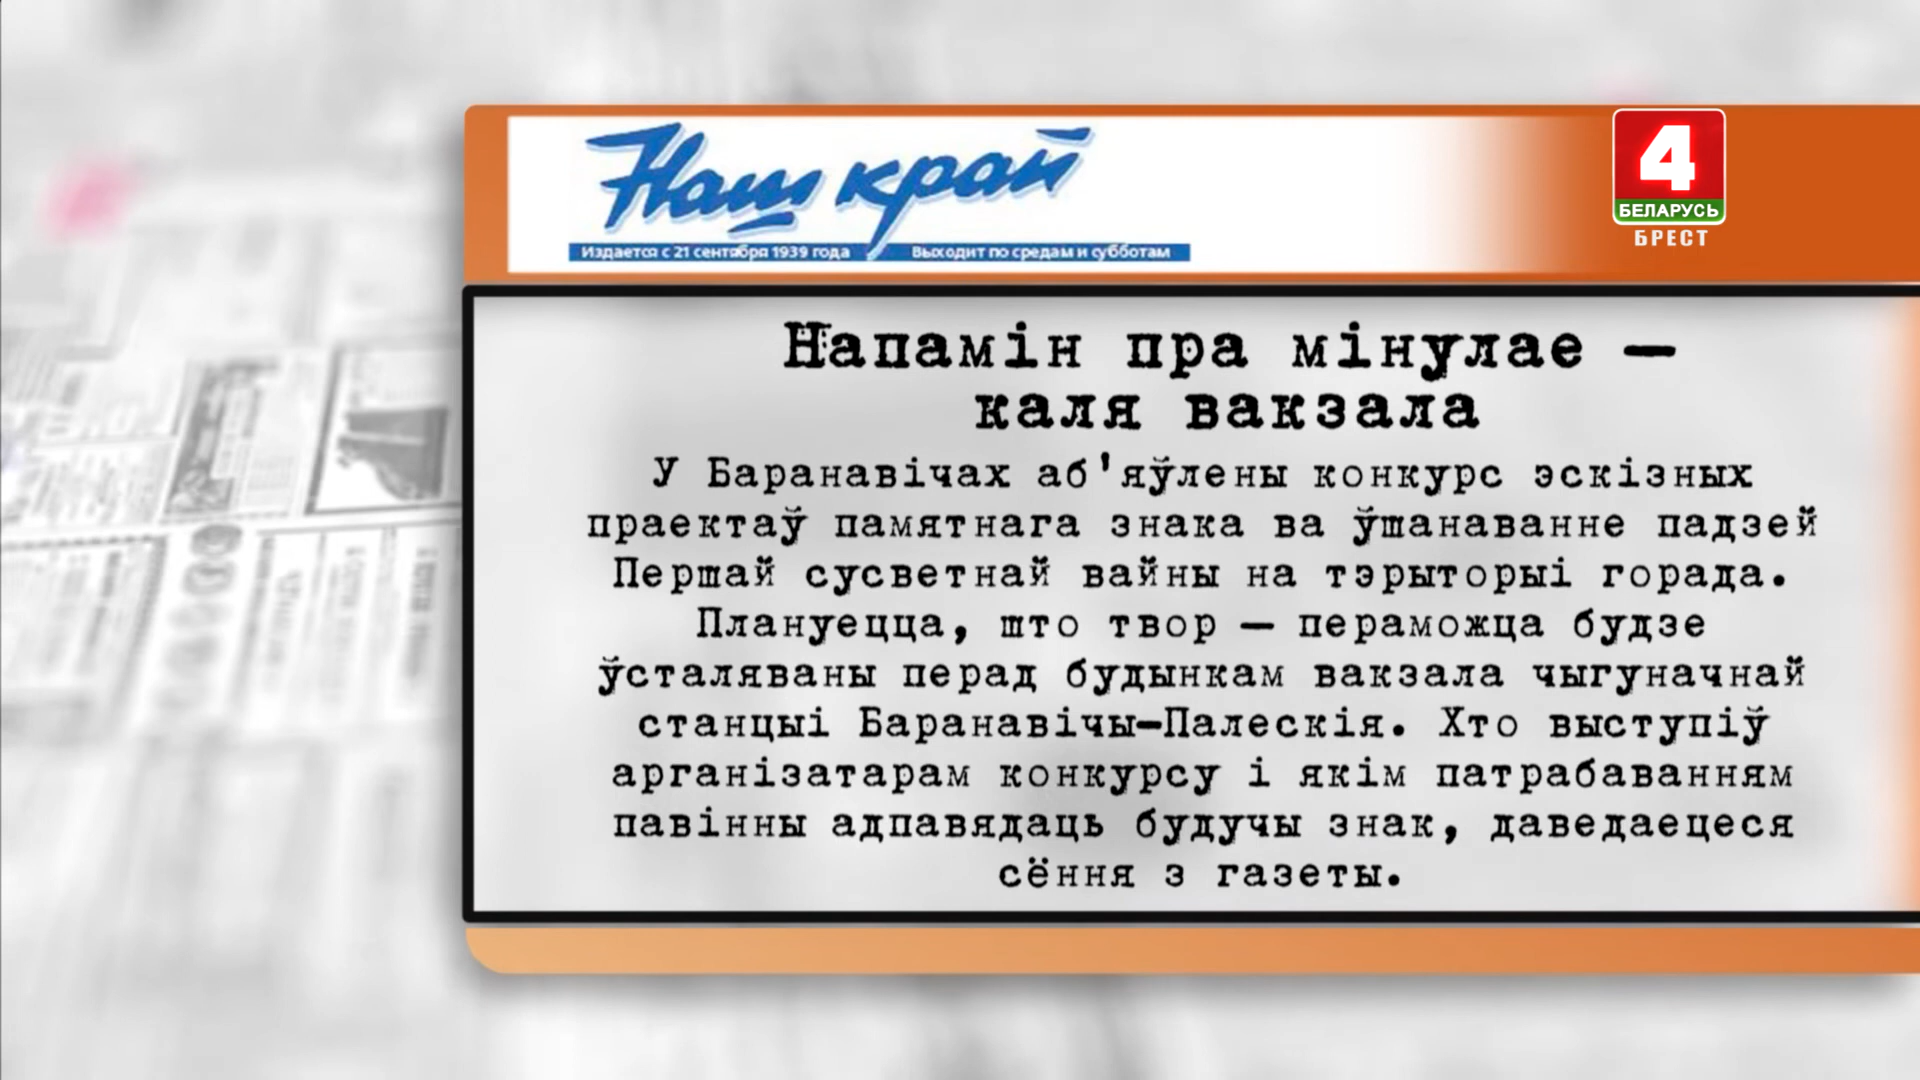 Наш край
Издается с 21 сентября 1939 года Выходит по средам и субботам
4
БЕЛАРУСЬ
БРЕСТ
Напамін пра мінулае —
каля вакзала
У Баранавічах аб'яўлены конкурс эскізных
праектаў памятнага знака ва ўшанаванне падзей
Першай сусветнай вайны на тэрыторыі горада.
Плануецца, што твор — пераможца будзе
ўсталяваны перад будынкам вакзала чыгуначнай
станцыі Баранавічы-Палескія. Хто выступіў
арганізатарам конкурсу і якім патрабаванням
павінны адпавядаць будучы знак, даведаецеся
сёння з газеты.